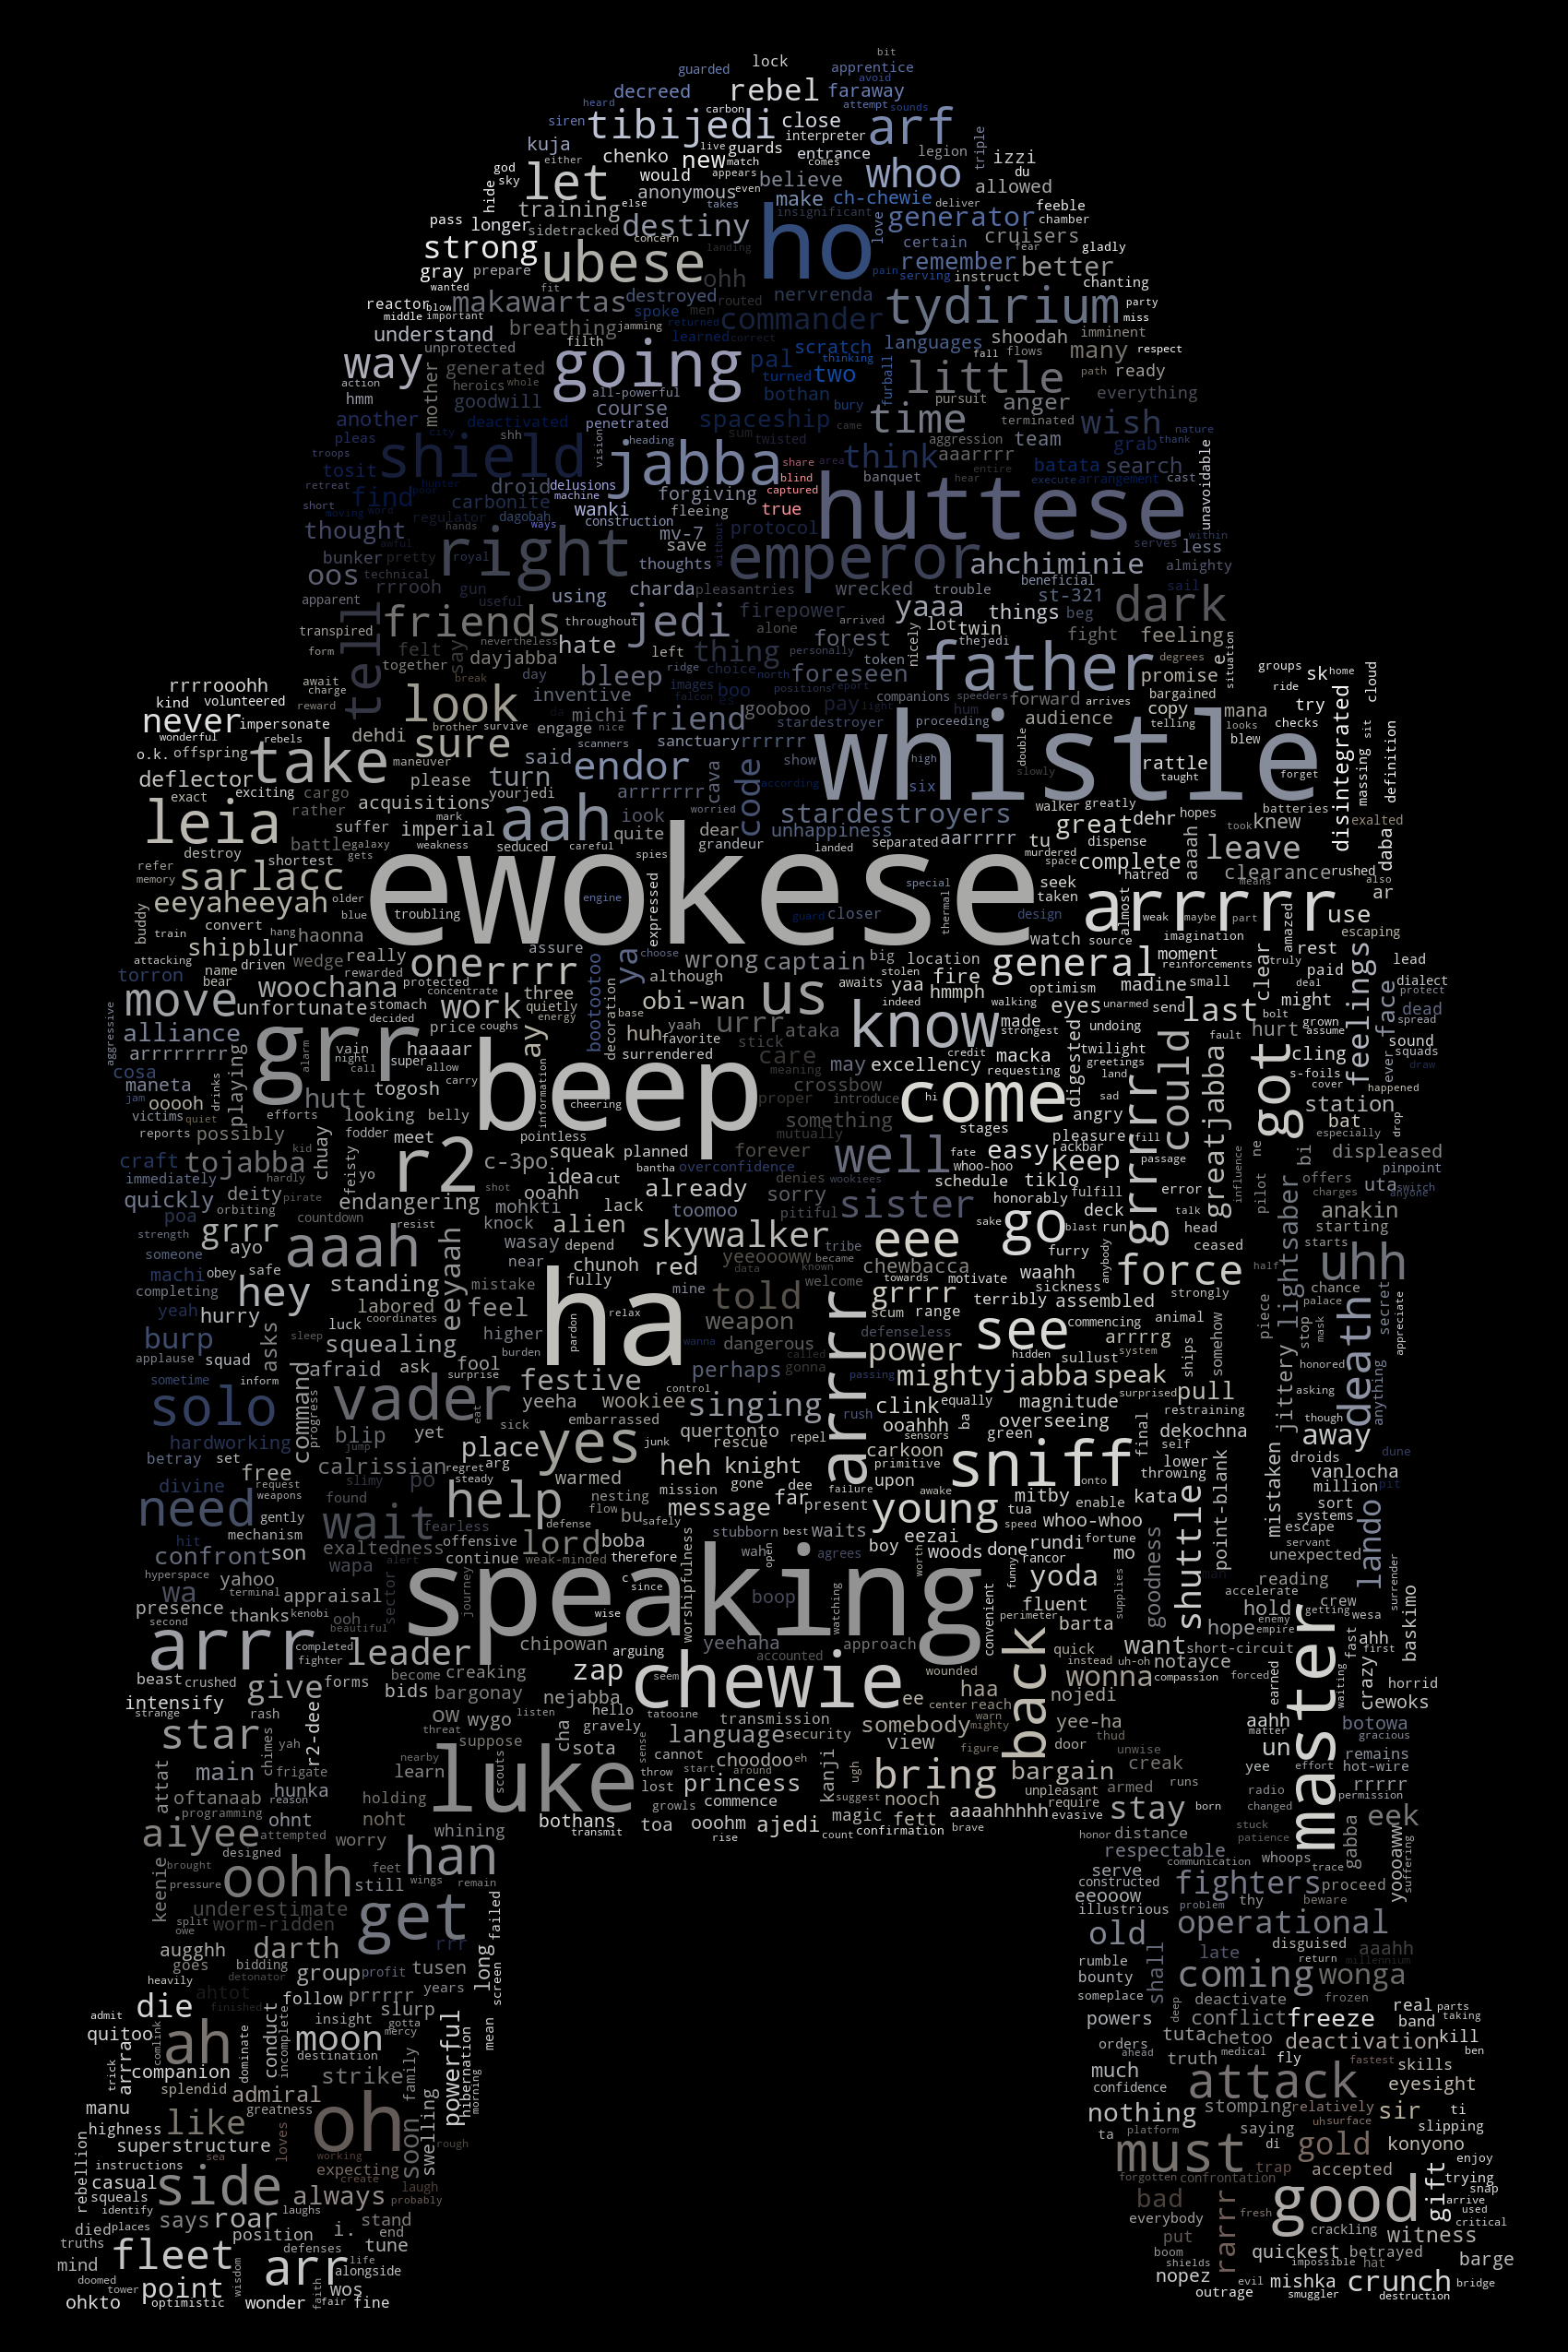 bit
lock
guarded apprentice
avoid
decreed rebel faraway
heard carbon attempt sounds
siren tibijedi close arf
interpreter triple
kuja live guards legion
chenko new match entrance comes izzi
either whoo
god let would appears believe du
sky anonymous even allowed
hide training else takes make ch-chewie deliver feeble
pass longer destiny ho insignificant love generator chamber
sidetracked concern certain cruisers
strong ubese landing remember fear gladly
gray prepare ohh pain serving instruct better
wanted fit chanting
reactor blow makawartas destroyed routed nervrenda tydirium party
middle important spoke men commander miss
understand breathing jamming returned learned correct shoodah imminent
unprotected filth scratch languages
way going pal thinking fall flows many respect
action generated turned two furball little path ready
hmm mother heroics whole all-powerful bothan pursuit everything
goodwill course bury time anger wish
another deactivated penetrated spaceship came terminated
pleas city shh vision heading sum twisted aggression team grab thank nature
troops shield jabba share area think aaarrrr
tosit delusions blind banquet entire batata search unavoidable
retreat hunter droid machine forgiving captured hear execute arrangement cast
short find poor carbonite dagobah wanki fleeing true huttese
moving word regulator ways construction protocol
thought hands mv-7 without
awful right save emperor serves within
bunker pretty royal ahchiminie less
oos technical thoughts almighty
rrrooh gun charda pleasantries wrecked trouble beneficial sail
apparent useful using st-321
tell friends throughout jedi firepower yaaa things beg dark
transpired nevertheless hate alone arrived lot twin fight feeling
form felt say left thing forest personally nicely thejedi
together break dayjabba ridge choice token father degrees situation
rrrrooohh await day bleep north foreseen e groups sk home
kind volunteered charge look inventive images boo positions report companions speeders forward promise ride cloud
never impersonate reward da michi falcon es pay light gooboo arrives bargained try
wonderful rebels brother survive friend stardestroyer hum audience copy mana checks
o.k. offspring dehdi sure engage nice sanctuary rrrrrr proceeding telling looks blew sit
take maneuver said scanners show whistle double rattle disintegrated massing definition
deflector please turn endor code according high slowly taught forget
exact exciting cargo yourjedi arrrrrrr cava six
rather acquisitions aah worried stardestroyers walker greatly hopes batteries
leia suffer mark imperial iook dear unhappiness great dehr took knew exalted
battle galaxy weakness quite grandeur landed separated aarrrrr tu dispense
destroy gets seduced careful spies murdered aaaah leave daba
refer shortest ewokese space complete clearance rushed
memory sarlacc special seek hatred means also
older engine expressed thermal taken arrrrr ar
eeyaheeyah troubling guard closer design almost weak maybe part use
buddy train blue convert hang haonna watch source imagination amazed escaping
shipblur wedge really assure wrong captain big location optimism moment reinforcements rest lead
attacking driven one rrrr choose ya although awaits yaa fire general clear feelings
torron name rewarded protected stolen madine small truly paid deal dialect
bear woochana concentrate three obi-wan us indeed hmmph walking eyes unarmed send last bolt might protect
move unfortunate stomach work quietly decoration base yaah made strongest undoing hurt grown assume dead spread
aggressive alliance decided price coughs energy ay bootootoo huh favorite urrr ataka know fault face sound
arrrrrrrr vain super haaaar surrendered stick credit twilight got cling squads
cosa alarm night call allow beep care may excellency macka requesting greetings ever
maneta grr carry meaning land s-foils draw
jam drinks togosh information cheering crossbow digested could cover happened
ooooh playing hutt proper introduce hi come sad greatjabba station
victims quiet efforts looking belly something angry grrrrr bat drop
reports possibly kid fodder meet pointless mutually stages pleasure fill especially
chuay squeak planned forever well ackbar displeased
craft tojabba feisty yo r2 c-3po bantha overconfidence fate easy keep passage ne bi pinpoint
immediately hardly idea cut denies wookiees whoo-hoo influence offers uta switch
quickly deity pirate shot ooahh already sorry schedule tiklo error pilot charges anyone
orbiting endangering mohkti lack sister honorably fulfill talk anakin
poa countdown knock toomoo pitiful deck starting
strength grrr resist alien skywalker sake go blast run head
someone ayo aaah wasay depend tribe eee furry anybody ceased starts uhh
machi obey safe eeyyaah near yeeoooww became chewbacca waahh force half
completing hey standing mistake chunoh red data known towards motivate sickness lightsaber chance secret
yeah fully ha mine welcome grrrr terribly assembled strongly palace
hurry luck labored feel relax told scum range commencing animal piece stop mask appreciate
burp asks coordinates weapon defenseless arrrrg somehow jittery death honored
sleep squealing higher pardon dangerous arrrr see system
applause squad afraid ask burden called power hidden sullust ships
sometime inform command fool wanna perhaps gonna passing mightyjabba speak asking
solo vader surprise festive control magnitude surprised pull though anything
progress eat yeeha wookiee singing rush clink equally overseeing restraining
hardworking blip yet sick embarrassed ooahhh ba green final dekochna away
betray set jump place yes junk quertonto repel sensors self droids dune
free calrissian arg rescue carkoon sniff lower mistaken vanlocha
divine request slimy po regret heh knight primitive onto throwing million pit
need weapons found steady warmed mission gone dee failure upon awake mitby enable kata sort
gently help nesting message far present young tua systems
hit mechanism wait fearless flow bu safely speed whoo-whoo shuttle point-blank escape lando
confront son exaltedness offensive defense lord boba stubborn best waits boy eezai rundi fortune servant unexpected
hyperspace yahoo wapa alert continue weak-minded therefore wah agrees woods done mo reading
wa terminal appraisal sector speaking open worth funny rancor goodness man accelerate surrender
presence kenobi journey c since worshipfulness boop yoda supplies hold crew baskimo
second thanks ooh beautiful wise watching fluent perimeter barta hope enemy getting wesa
arrr completed leader chipowan arguing yeehaha approach convenient quick want empire fast first ahh
fighter zap accounted back instead uh-oh short-circuit
beast crushed give forms become creaking seem chewie wounded notayce forced earned waiting crazy horrid
intensify bids bargonay nejabba ee haa wonna compassion master cewoks
strange rash ow hello tatooine center reach nojedi
star r2-deer chimes threat wygo listen cha gravely transmission somebody warn yee-ha thud aahh botowa
yah suppose sota language security view mighty door unwise matter un gracious
nearby luke sense cannot choodoo eh figure creak remains
attat main frigate learn scouts throw start around kanji ugh bring bargain yee effort hot-wire
oftanaab hunka reason holding lost princess suggest unpleasant armed runs radio permission
programming growls commence nooch require stay born changed rrrrr
ohnt noht bothans toa ooohm ajedi magic fett aaaahhhhh evasive eek
aiyee attempted worry whining transmit rise count confirmation brave honor distance stuck
designed patience gabba
han respectable whoops trace yoooaww suffering
keenie brought oohh feet wings serve communication
pressure still remain constructed fighters proceed
underestimate get eeooow thy beware
split worm-ridden failed illustrious problem
owe old operational
augghh darth rrr late disguised aaahh
goes bidding group profit tusen long rumble return millennium
heavily detonator years screen bounty shall coming wonga
ahtot prrrrr someplace deactivate frozen
die finished follow slurp deep real parts
admit insight gotta powers conflict freeze band taking
quitoo comlink ah conduct incomplete moon mercy mean tuta chetoo deactivation kill
arrrra dominate destination powerful orders truth ben
trick companion family hibernation ahead medical fly fastest skills
splendid strike morning much attack eyesight
manu admiral confidence
greatness nothing stomping relatively sir ti
highness like loves oh soon swelling uh surface slipping
superstructure rough ta platform saying
rebellion instructions sea working di gold konyono
casual expecting create must trap accepted enjoy
squeals side laugh forgotten confrontation trying
identify always probably bad gift snap
says roar laughs stand rarrr fresh good arrive used
died places everybody crackling critical
truths position i. end put witness
mind fleet defenses tune boom quickest betrayed barge
arr life alongside shields impossible hat
doomed point wisdom nopez evil mishka crunch bridge
tower faith wos outrage smuggler destruction
ohkto optimistic wonder fair fine